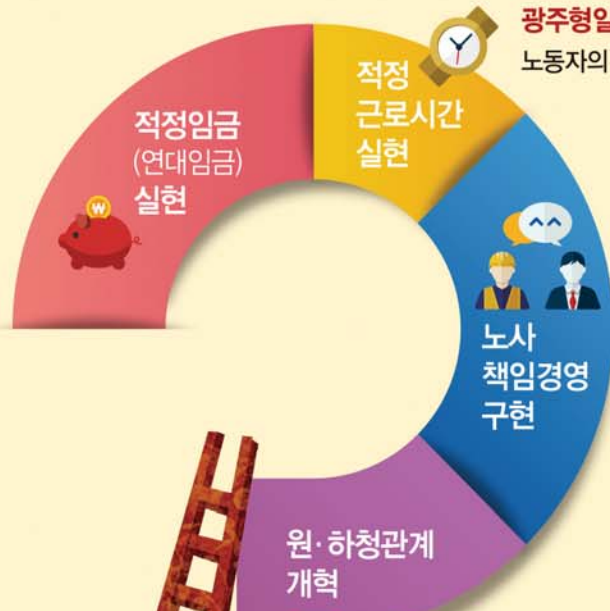 광주형일
노동자의
적정임금
(연대임금)
실현
적정
근로시간
실현
노사
책임경영
구현
원·하청관계
개혁